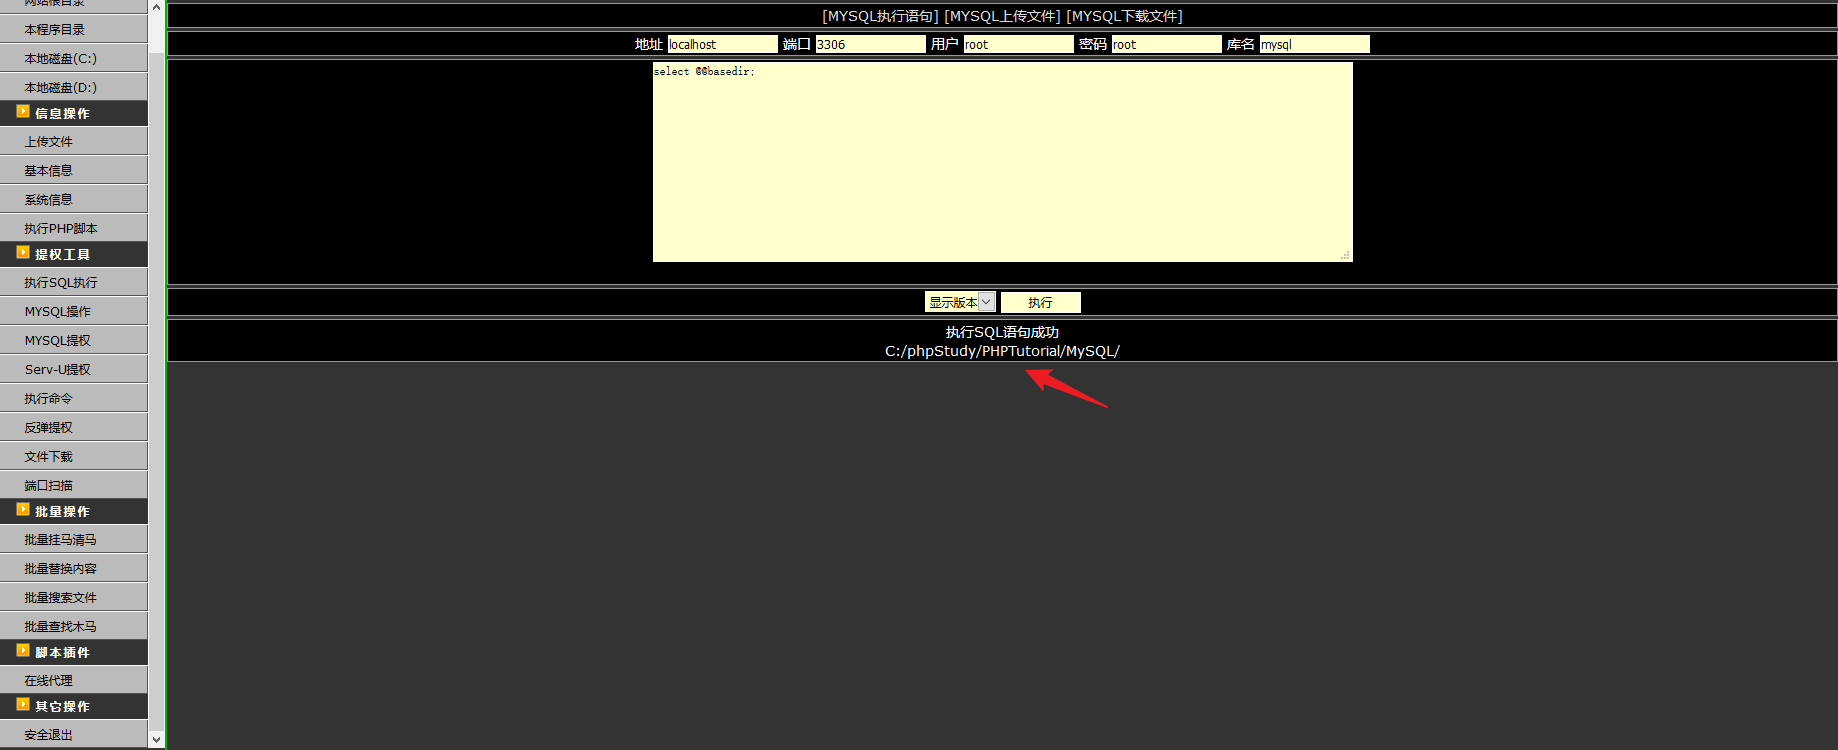 网站根目录
本程序目录
本地磁盘(C:)
本地磁盘(D:)
信息操作
上传文件
基本信息
系统信息
执行PHP脚本
提权工具
执行SQL执行
MYSQL操作
MYSQL提权
Serv-U提权
执行命令
反弹提权
文件下载
端口扫描
批量操作
批量挂马清马
批量替换内容
批量搜索文件
批量查找木马
脚本插件
在线代理
其它操作
安全退出
[MYSQL执行语句] [MYSQL上传文件] [MYSQL下载文件]
地址 localhost 端口 3306 用户 root 密码 root 库名 mysql
select @@basedir;
显示版本 执行
执行SQL语句成功
C:/phpStudy/PHPTutorial/MySQL/